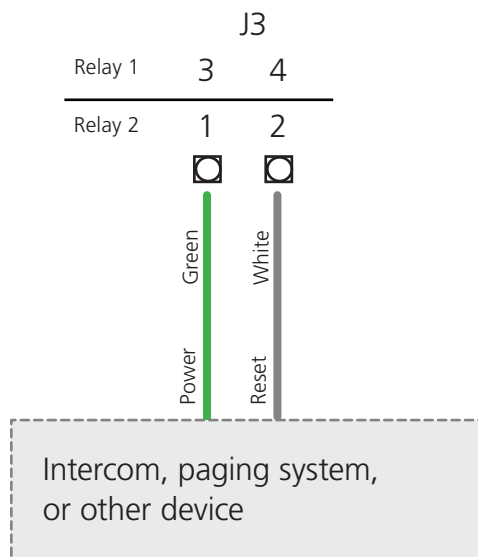 J3
Relay 1 3 4
Relay 2 1 2
Green White
Power Reset
Intercom, paging system,
or other device